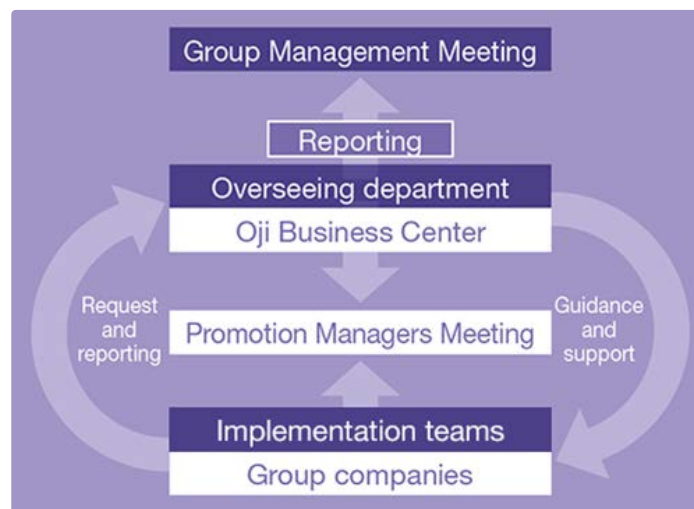 Group Management Meeting
Reporting
Overseeing department
Oji Business Center
Request
and
reporting
Promotion Managers Meeting
Guidance
and
support
Implementation teams
Group companies